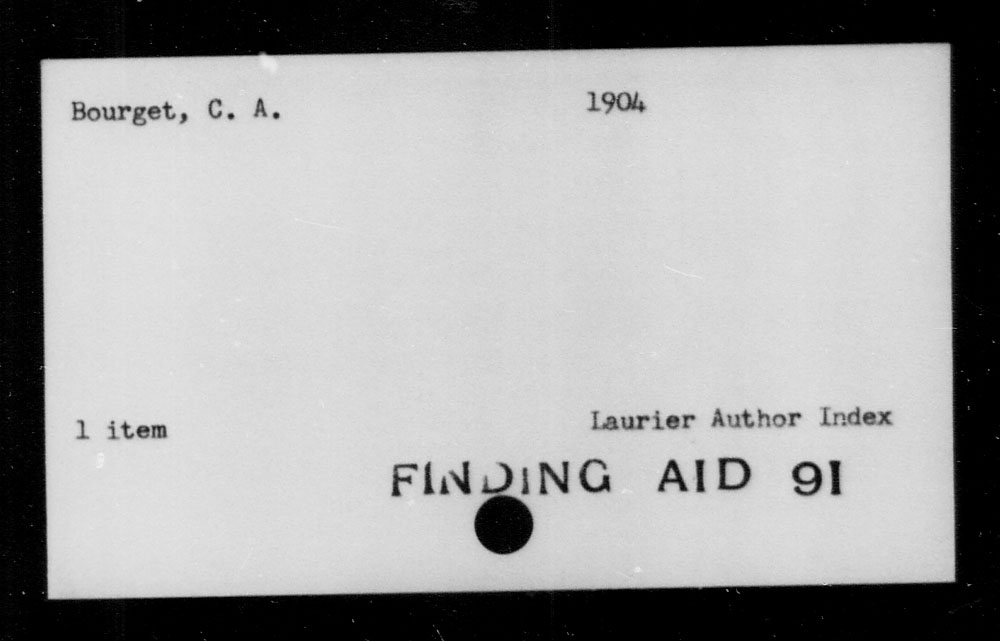 Bourget, C. A. 1904
1 item Laurier Author Index
FINDING AID 91